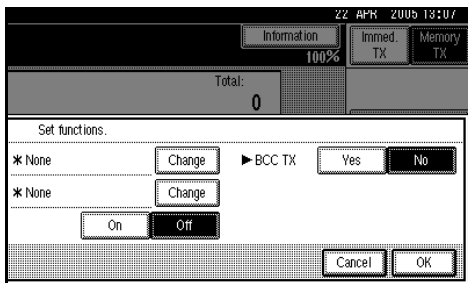 22 APR 2005 13:07
Information
Immed. TX
Memory TX
100%
Total:
0
Set functions.
✱ None Change ►BCC TX Yes No
✱ None Change
On Off
Cancel OK